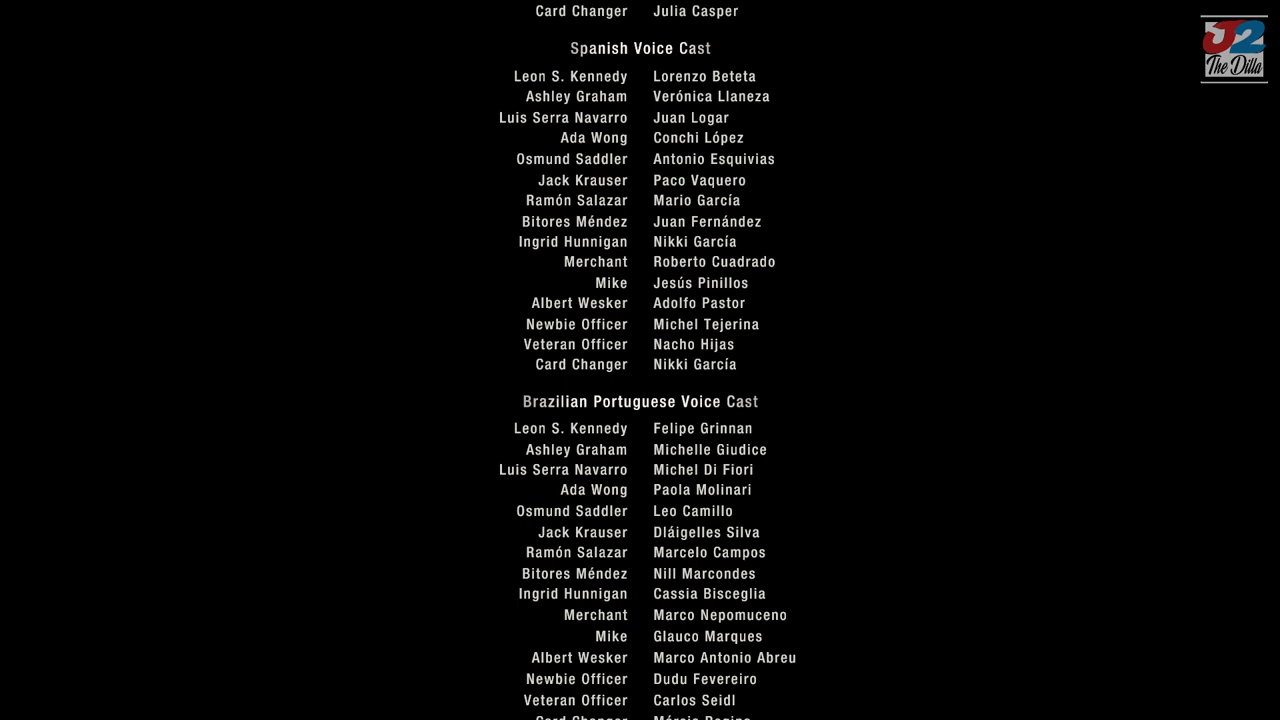 Card Changer Julia Casper
Spanish Voice Cast
Leon S. Kennedy Lorenzo Beteta
Ashley Graham Verónica Llaneza
Luis Serra Navarro Juan Logar
Ada Wong Conchi López
Osmund Saddler Antonio Esquivias
Jack Krauser Paco Vaquero
Ramón Salazar Mario García
Bitores Méndez Juan Fernández
Ingrid Hunnigan Nikki García
Merchant Roberto Cuadrado
Mike Jesús Pinillos
Albert Wesker Adolfo Pastor
Newbie Officer Michel Tejerina
Veteran Officer Nacho Hijas
Card Changer Nikki García
Brazilian Portuguese Voice Cast
Leon S. Kennedy Felipe Grinnan
Ashley Graham Michelle Giudice
Luis Serra Navarro Michel Di Fiori
Ada Wong Paola Molinari
Osmund Saddler Leo Camillo
Jack Krauser Dláigelles Silva
Ramón Salazar Marcelo Campos
Bitores Méndez Nill Marcondes
Ingrid Hunnigan Cassia Bisceglia
Merchant Marco Nepomuceno
Mike Glauco Marques
Albert Wesker Marco Antonio Abreu
Newbie Officer Dudu Fevereiro
Veteran Officer Carlos Seidl
Card Changer
J2
The Dilla